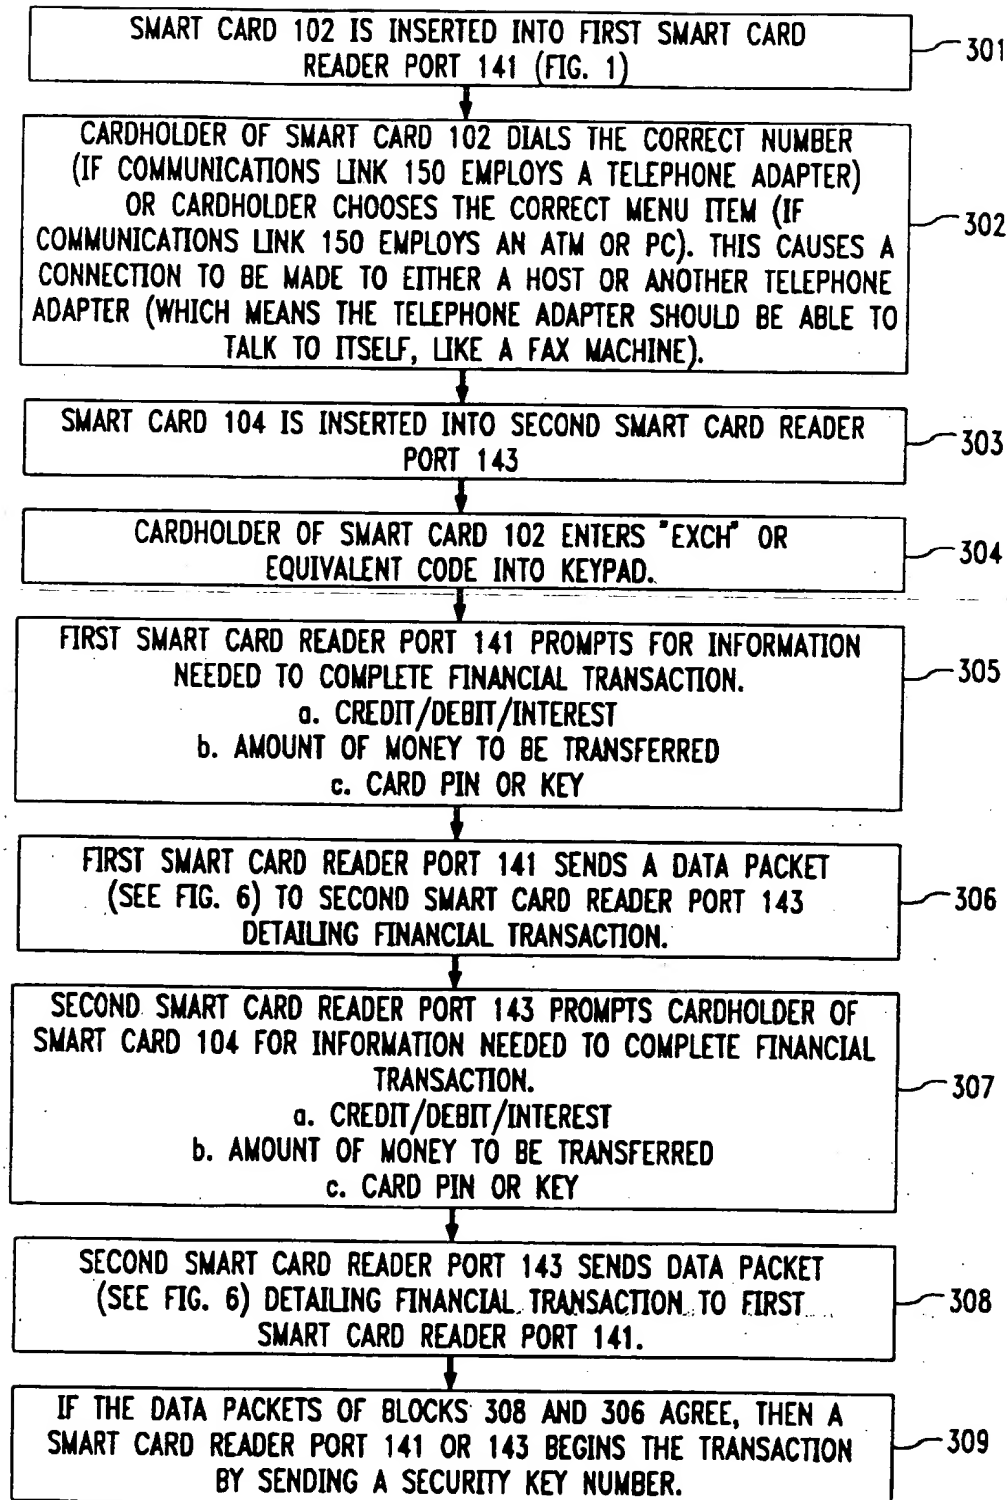 SMART CARD 102 IS INSERTED INTO FIRST SMART CARD
READER PORT 141 (FIG. 1)
301
CARDHOLDER OF SMART CARD 102 DIALS THE CORRECT NUMBER
(IF COMMUNICATIONS LINK 150 EMPLOYS A TELEPHONE ADAPTER)
OR CARDHOLDER CHOOSES THE CORRECT MENU ITEM (IF
COMMUNICATIONS LINK 150 EMPLOYS AN ATM OR PC). THIS CAUSES A
CONNECTION TO BE MADE TO EITHER A HOST OR ANOTHER TELEPHONE
ADAPTER (WHICH MEANS THE TELEPHONE ADAPTER SHOULD BE ABLE TO
TALK TO ITSELF, LIKE A FAX MACHINE).
302
SMART CARD 104 IS INSERTED INTO SECOND SMART CARD READER
PORT 143
303
CARDHOLDER OF SMART CARD 102 ENTERS "EXCH" OR
EQUIVALENT CODE INTO KEYPAD.
304
FIRST SMART CARD READER PORT 141 PROMPTS FOR INFORMATION
NEEDED TO COMPLETE FINANCIAL TRANSACTION.
a. CREDIT/DEBIT/INTEREST
b. AMOUNT OF MONEY TO BE TRANSFERRED
c. CARD PIN OR KEY
305
FIRST SMART CARD READER PORT 141 SENDS A DATA PACKET
(SEE FIG. 6) TO SECOND SMART CARD READER PORT 143
DETAILING FINANCIAL TRANSACTION.
306
SECOND SMART CARD READER PORT 143 PROMPTS CARDHOLDER OF
SMART CARD 104 FOR INFORMATION NEEDED TO COMPLETE FINANCIAL
TRANSACTION.
a. CREDIT/DEBIT/INTEREST
b. AMOUNT OF MONEY TO BE TRANSFERRED
c. CARD PIN OR KEY
307
SECOND SMART CARD READER PORT 143 SENDS DATA PACKET
(SEE FIG. 6) DETAILING FINANCIAL TRANSACTION TO FIRST
SMART CARD READER PORT 141.
308
IF THE DATA PACKETS OF BLOCKS 308 AND 306 AGREE, THEN A
SMART CARD READER PORT 141 OR 143 BEGINS THE TRANSACTION
BY SENDING A SECURITY KEY NUMBER.
309